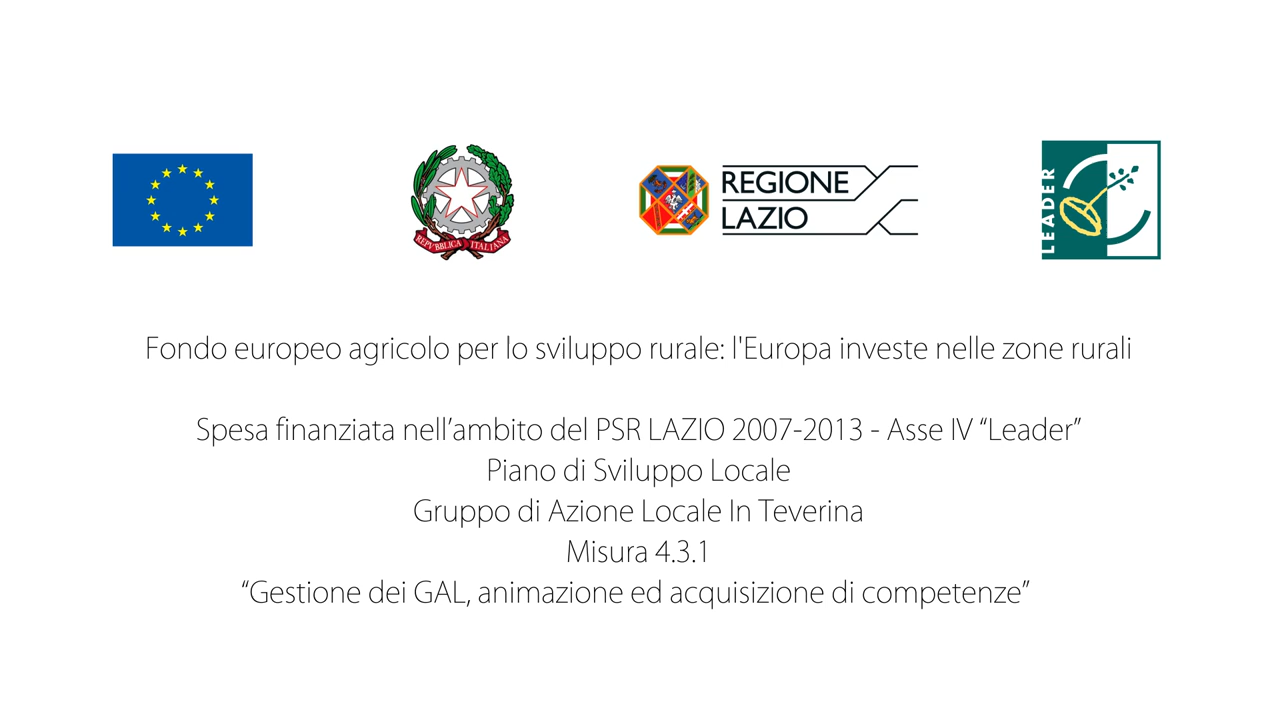 REPVBBLICA ITALIANA
REGIONE
LAZIO
LEADER
Fondo europeo agricolo per lo sviluppo rurale: l'Europa investe nelle zone rurali
Spesa finanziata nell’ambito del PSR LAZIO 2007-2013 - Asse IV “Leader”
Piano di Sviluppo Locale
Gruppo di Azione Locale In Teverina
Misura 4.3.1
“Gestione dei GAL, animazione ed acquisizione di competenze”